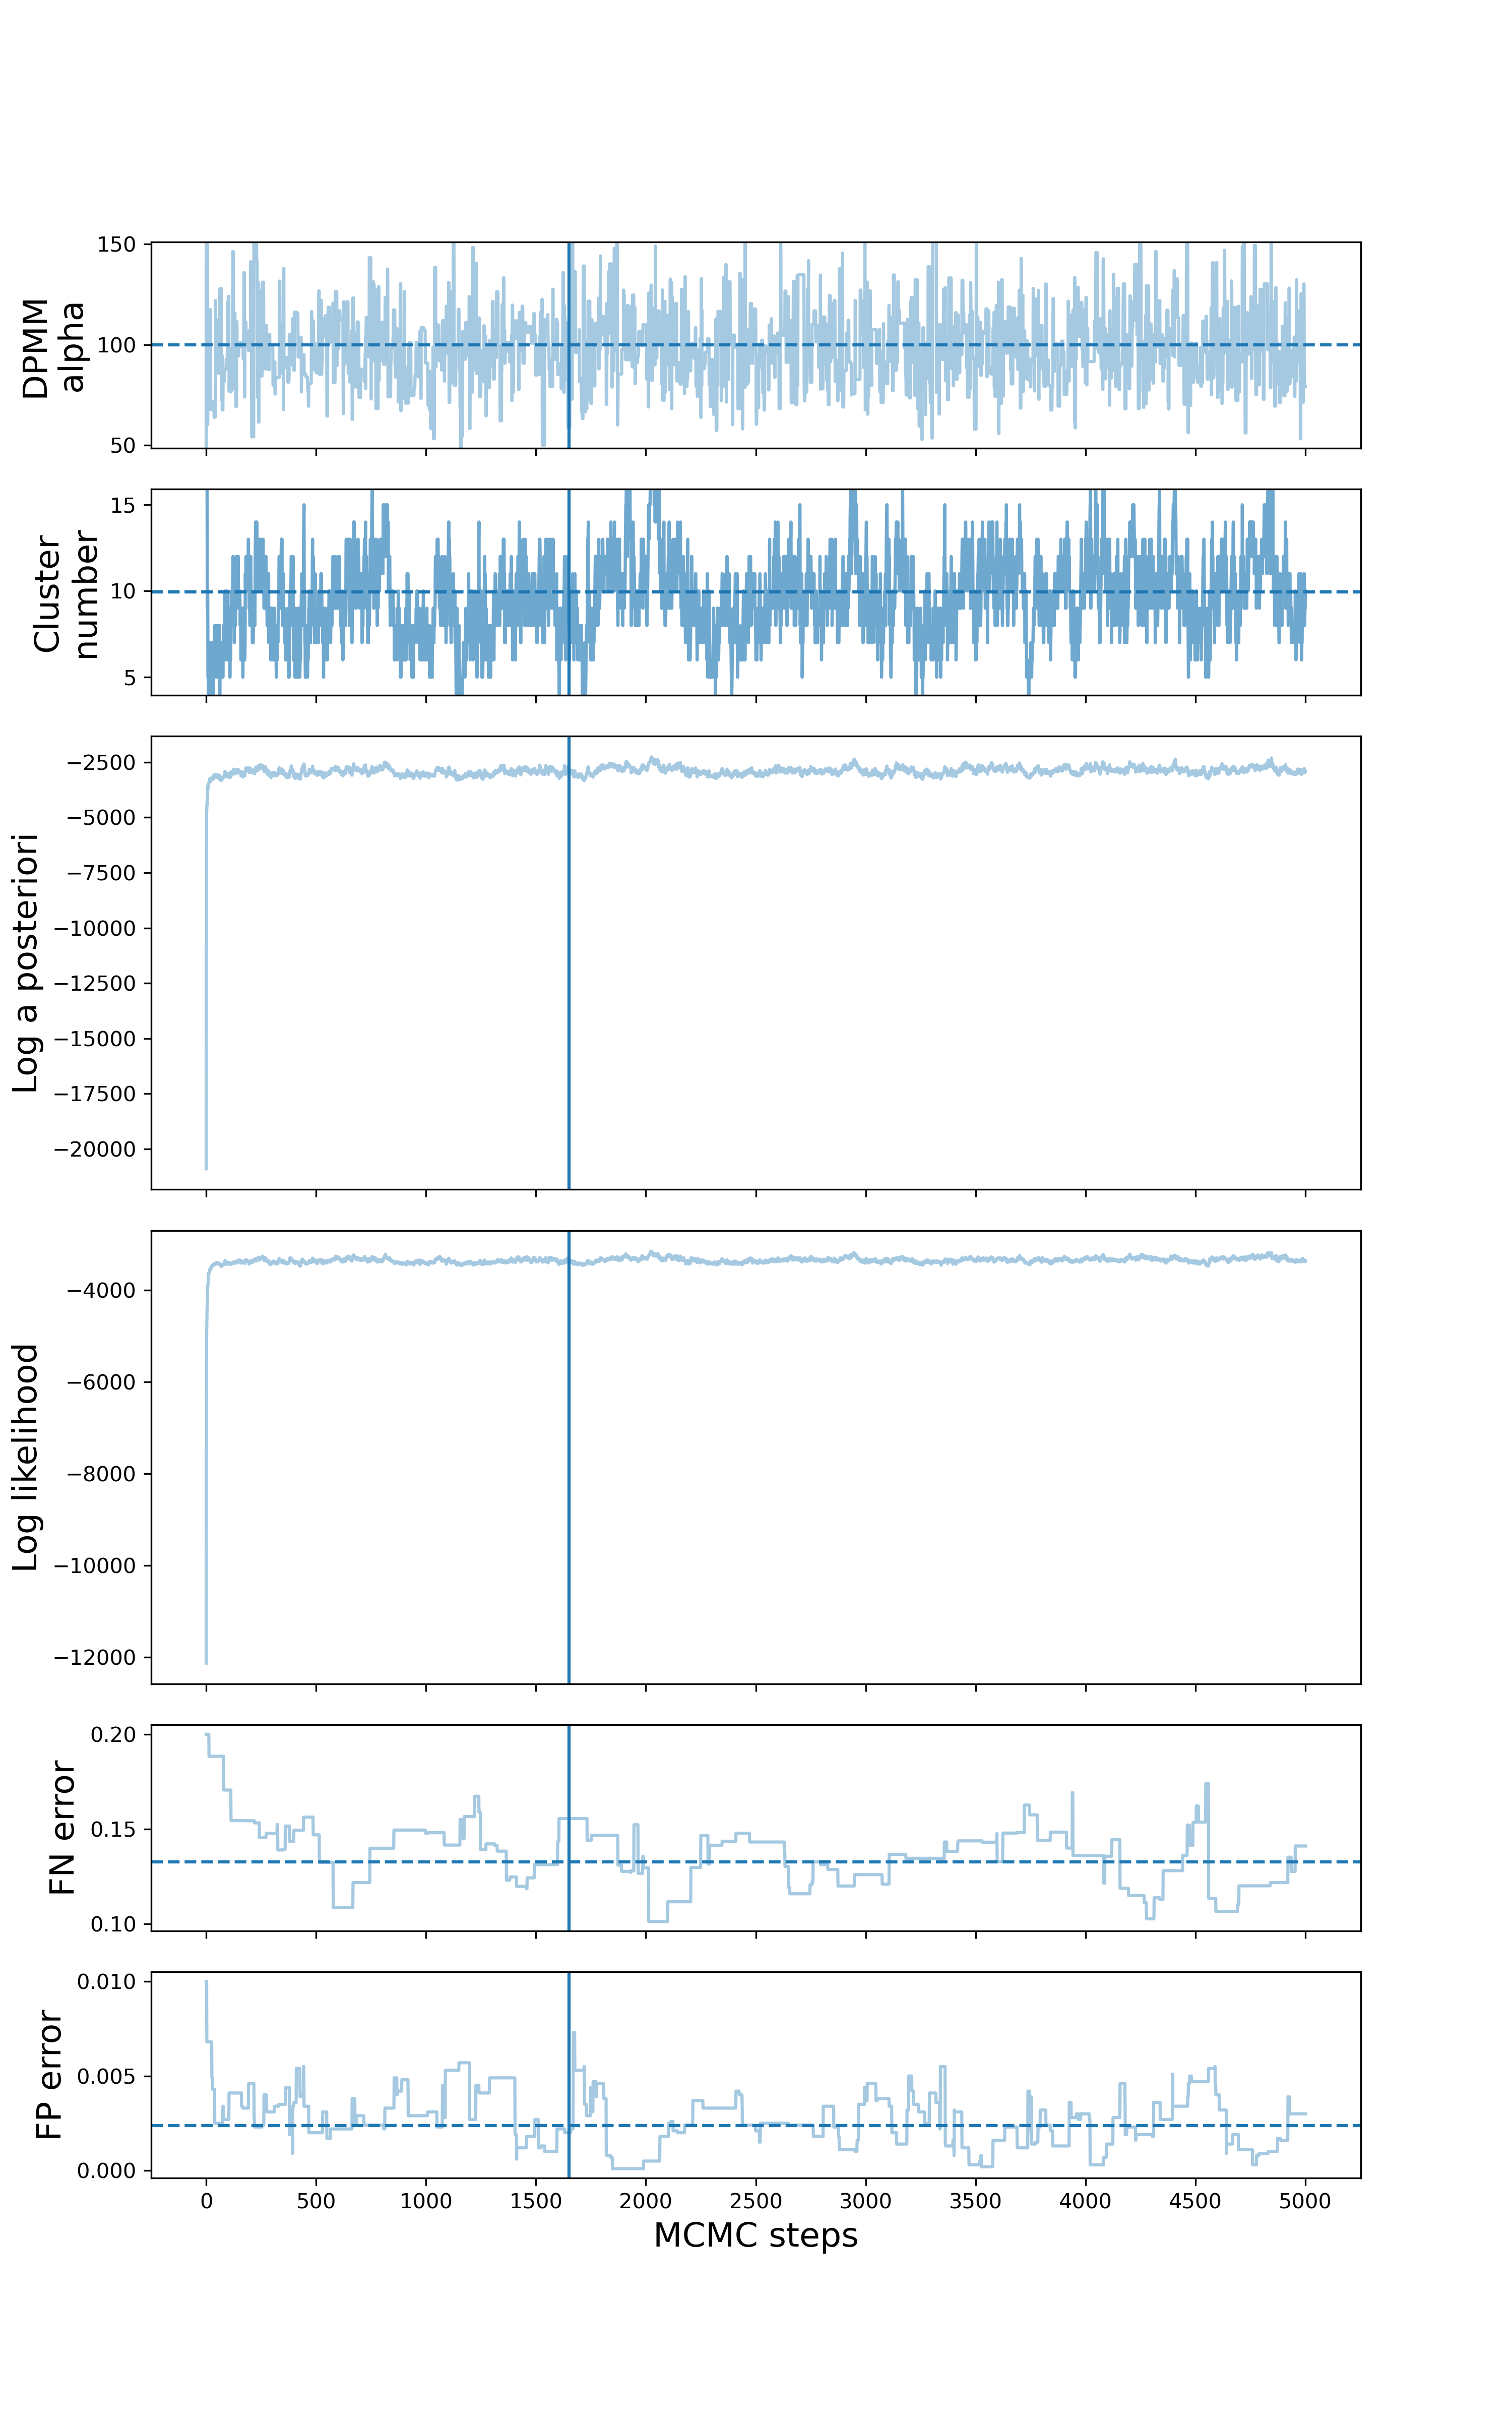 DPMM
alpha
150
100
50
Cluster
number
15
10
5
Log a posteriori
−2500
−5000
−7500
−10000
−12500
−15000
−17500
−20000
Log likelihood
−4000
−6000
−8000
−10000
−12000
FN error
0.20
0.15
0.10
FP error
0.010
0.005
0.000
0 500 1000 1500 2000 2500 3000 3500 4000 4500 5000
MCMC steps